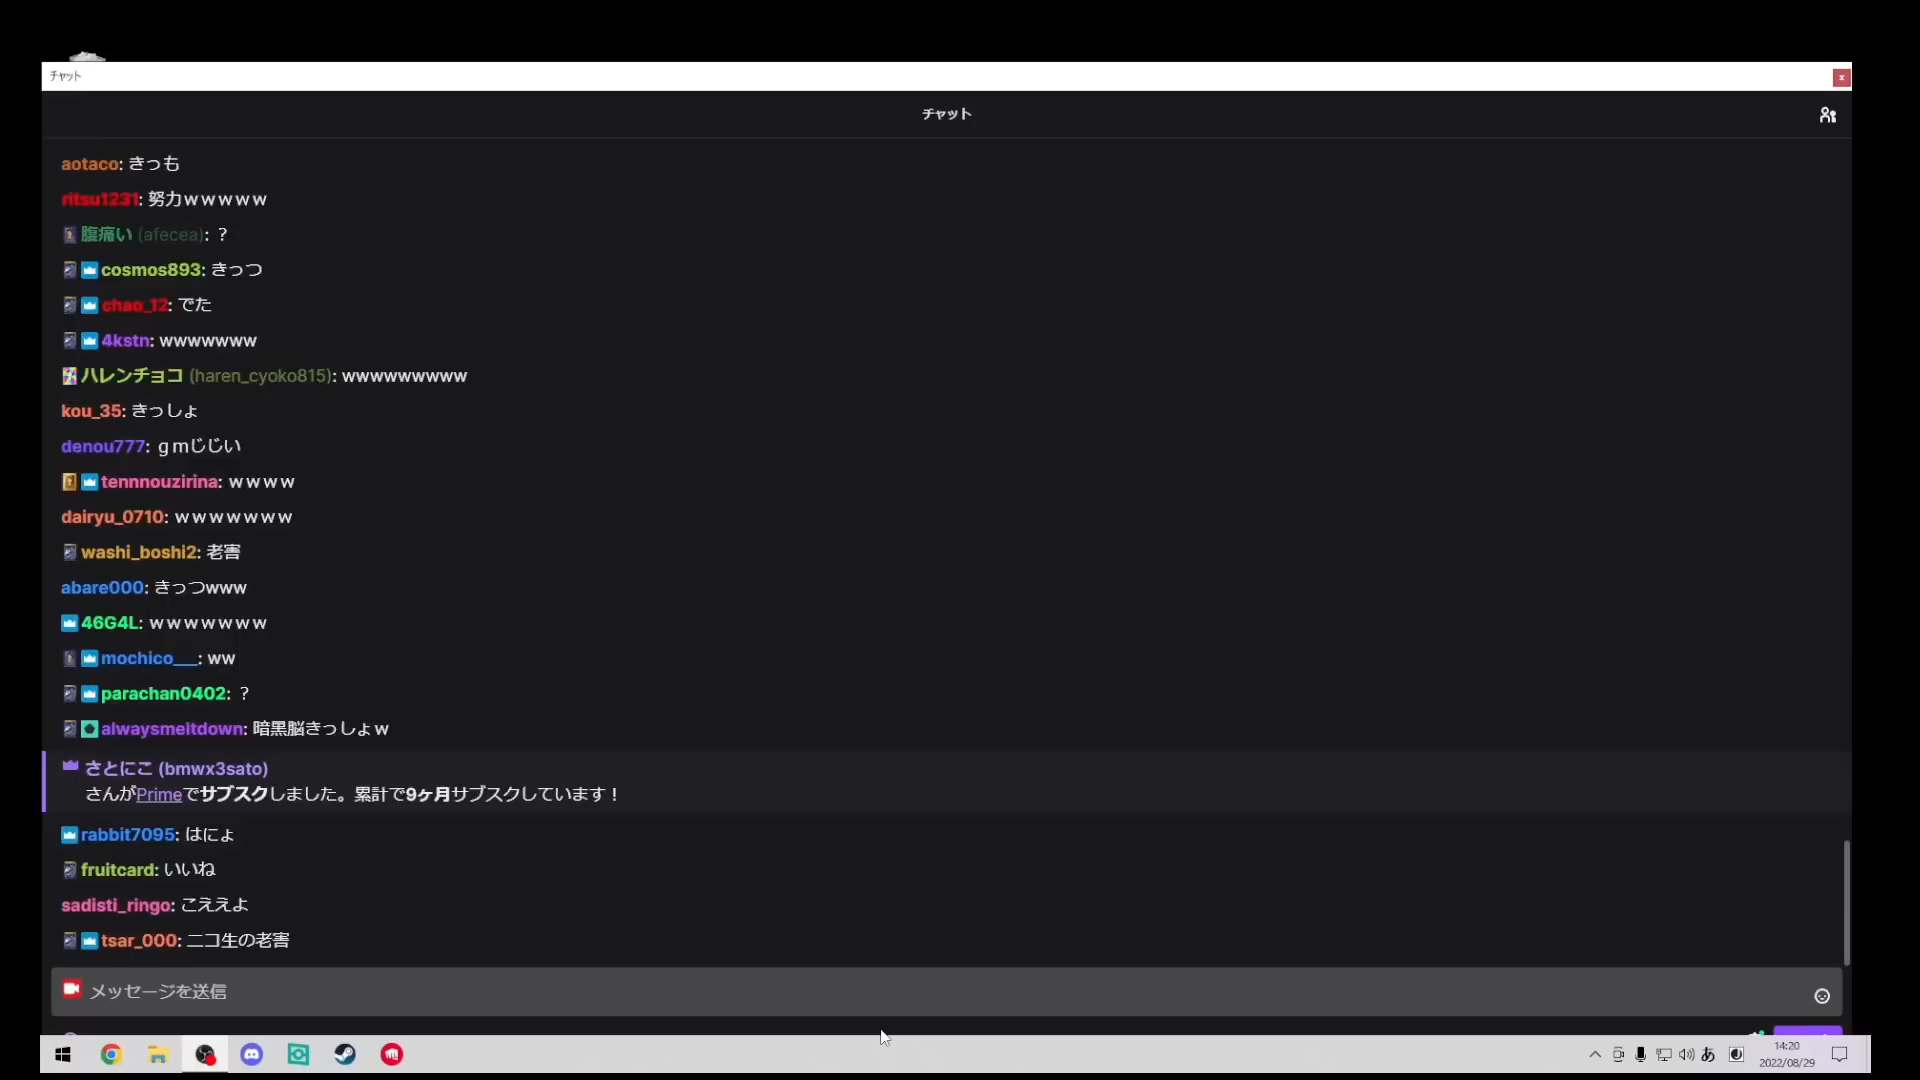 チャット
チャット
aotaco: きっも
ritsu1231: 努力ｗｗｗｗｗ
腹痛い (afecea): ？
cosmos893: きっつ
chao_12: でた
4kstn: wwwwwww
ハレンチョコ (haren_cyoko815): wwwwwwwww
kou_35: きっしょ
denou777: ｇｍじじい
tennnouzirina: ｗｗｗｗ
dairyu_0710: ｗｗｗｗｗｗｗ
washi_boshi2: 老害
abare000: きっつwww
46G4L: ｗｗｗｗｗｗｗ
mochico___: ww
parachan0402: ？
alwaysmeltdown: 暗黒脳きっしょｗ
さとにこ (bmwx3sato)
さんがPrimeでサブスクしました。累計で9ヶ月サブスクしています！
rabbit7095: はにょ
fruitcard: いいね
sadisti_ringo: こええよ
tsar_000: ニコ生の老害
メッセージを送信
あ
14:20
2022/08/29